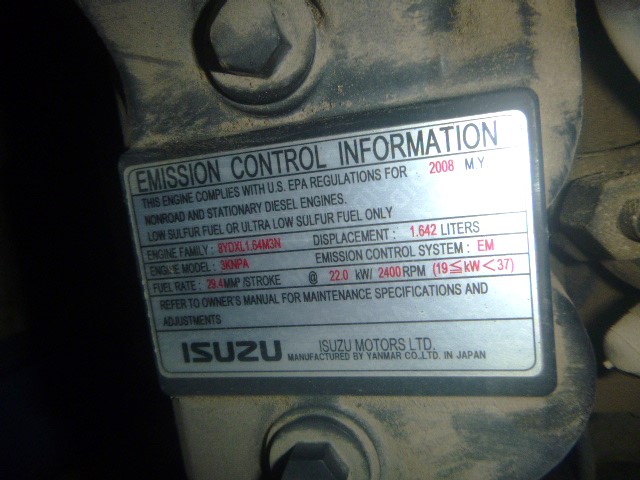 EMISSION CONTROL INFORMATION
THIS ENGINE COMPLIES WITH U.S. EPA REGULATIONS FOR 2008 M.Y
NONROAD AND STATIONARY DIESEL ENGINES.
LOW SULFUR FUEL OR ULTRA LOW SULFUR FUEL ONLY
ENGINE FAMILY : 8YDXL1.64M3N DISPLACEMENT : 1.642 LITERS
ENGINE MODEL : 3KNPA EMISSION CONTROL SYSTEM : EM
FUEL RATE : 29.4MM³/STROKE @ 22.0 kW/ 2400 RPM (19≦kW<37)
REFER TO OWNER'S MANUAL FOR MAINTENANCE SPECIFICATIONS AND
ADJUSTMENTS
ISUZU ISUZU MOTORS LTD.
MANUFACTURED BY YANMAR CO.,LTD. IN JAPAN